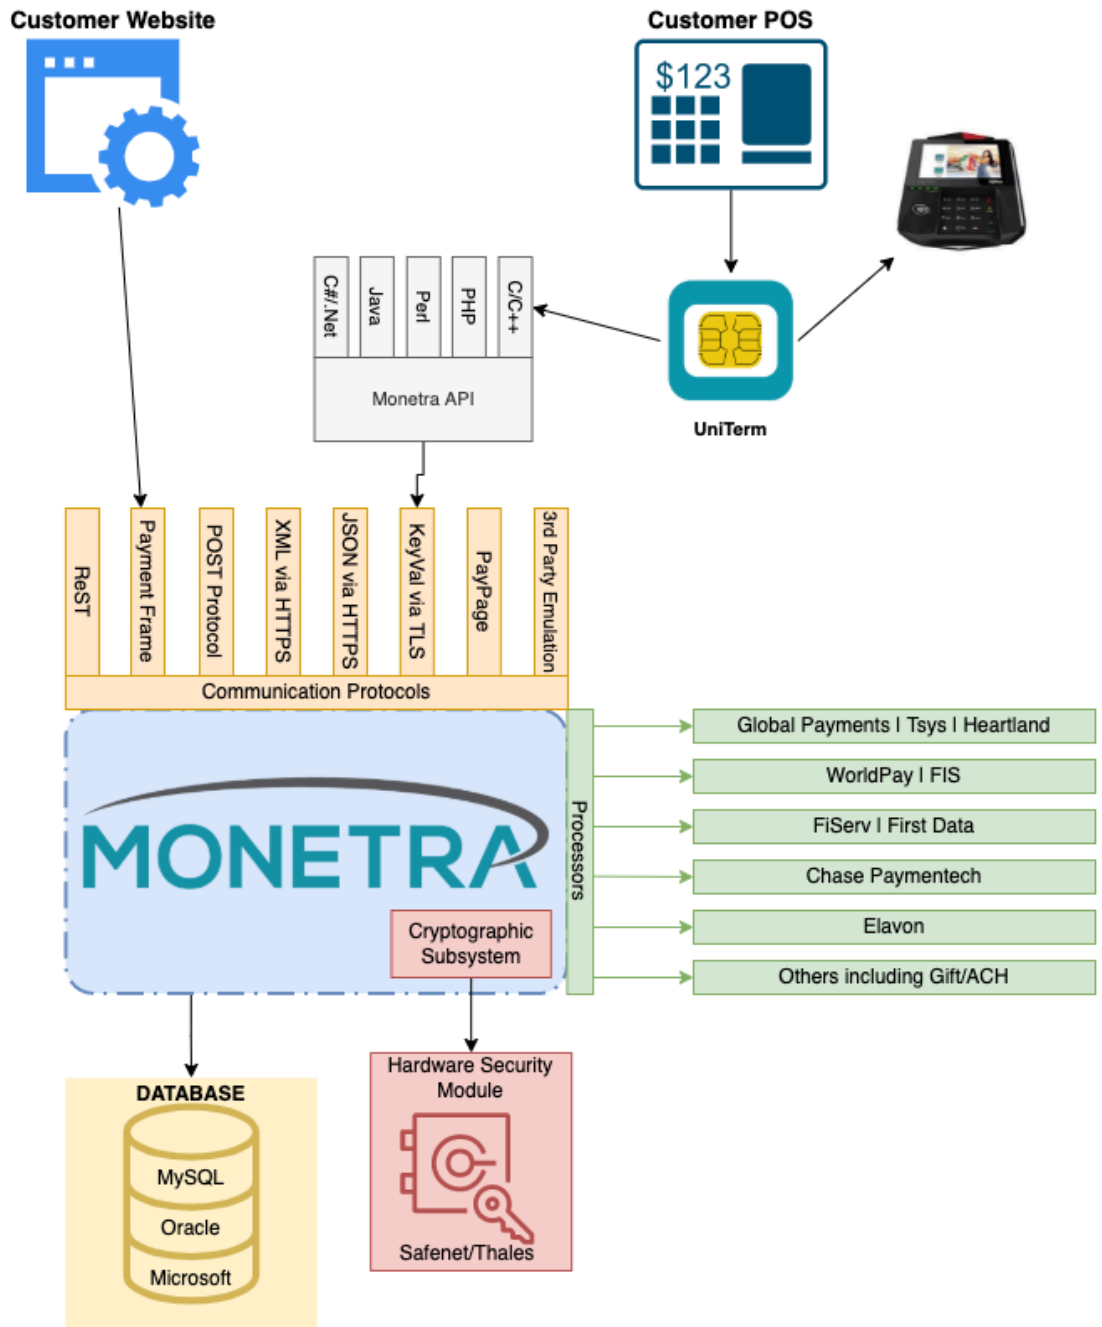 Customer Website
Customer POS
$123
C#/.Net
Java
Perl
PHP
C/C++
Monetra API
UniTerm
ReST
Payment Frame
POST Protocol
XML via HTTPS
JSON via HTTPS
KeyVal via TLS
PayPage
3rd Party Emulation
Communication Protocols
MONETRA
Processors
Global Payments | Tsys | Heartland
WorldPay | FIS
FiServ | First Data
Chase Paymentech
Elavon
Others including Gift/ACH
Cryptographic
Subsystem
DATABASE
MySQL
Oracle
Microsoft
Hardware Security
Module
Safenet/Thales